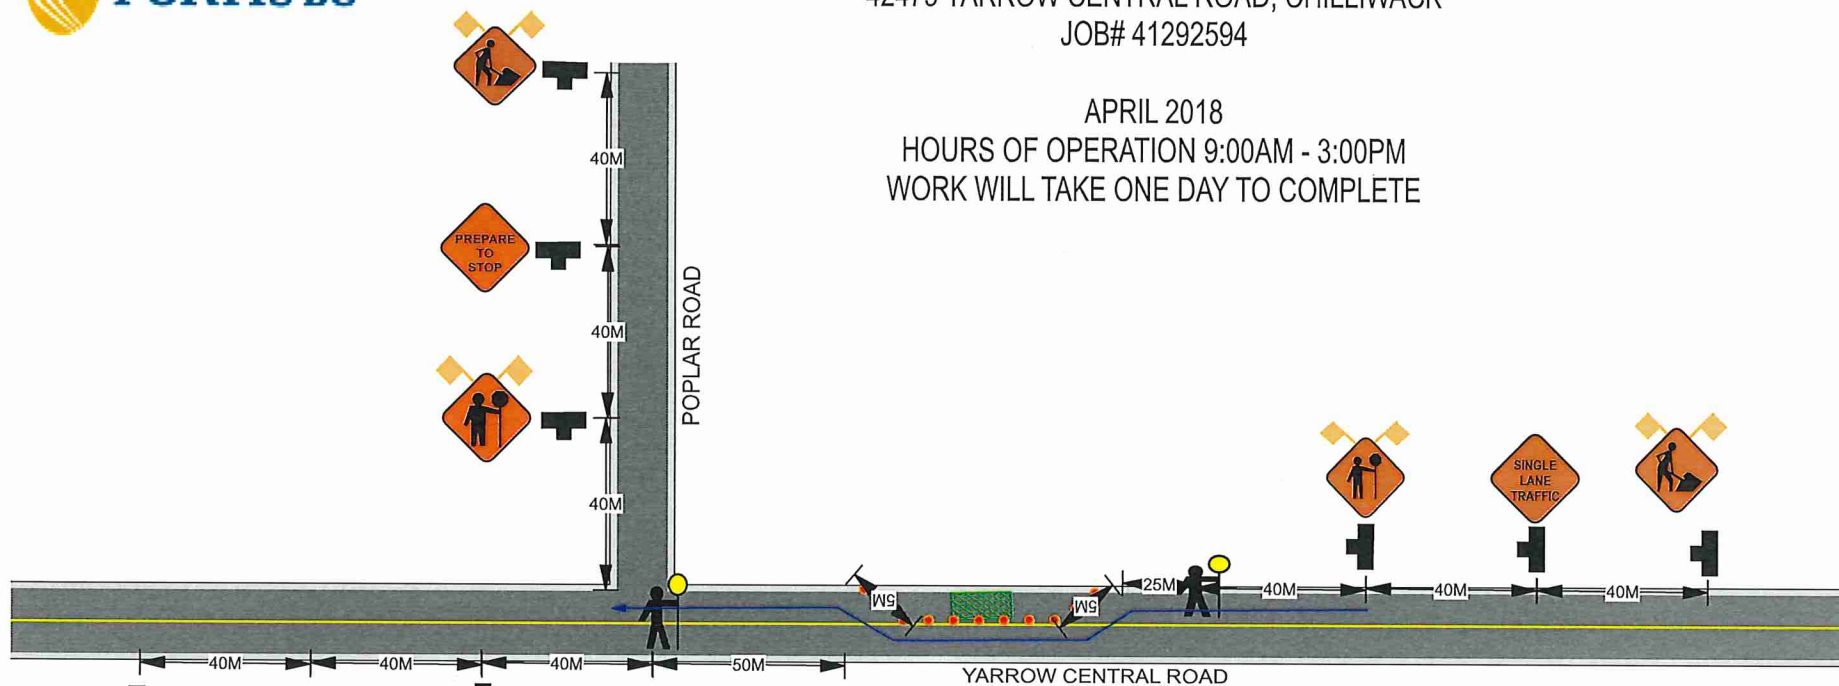 JOB# 41292594
APRIL 2018
HOURS OF OPERATION 9:00AM - 3:00PM
WORK WILL TAKE ONE DAY TO COMPLETE
40M
PREPARE
TO
STOP
40M
POPLAR ROAD
40M
SINGLE
LANE
TRAFFIC
5M
5M
25M
40M
40M
40M
40M
40M
40M
50M
YARROW CENTRAL ROAD